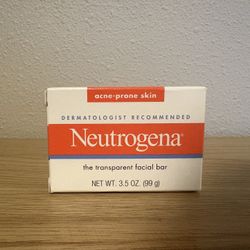 acne-prone skin
DERMATOLOGIST RECOMMENDED
Neutrogena®
the transparent facial bar
NET WT. 3.5 OZ. (99 g)